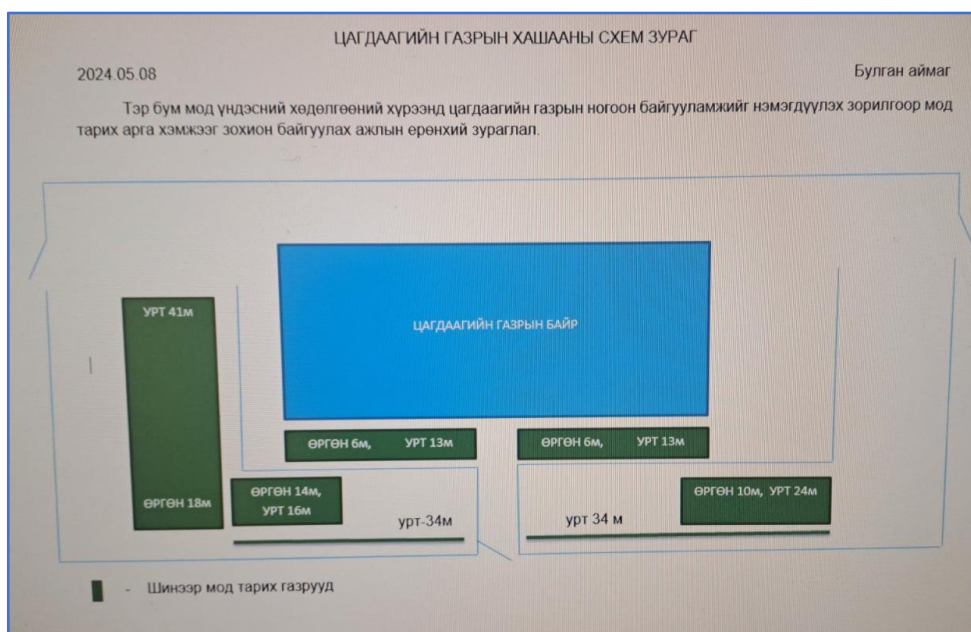 ЦАГДААГИЙН ГАЗРЫН ХАШААНЫ СХЕМ ЗУРАГ
2024.05.08 Булган аймаг
Тэр бум мод үндэсний хөдөлгөөний хүрээнд цагдаагийн газрын ногоон байгууламжийг нэмэгдүүлэх зорилгоор мод
тарих арга хэмжээг зохион байгуулах ажлын ерөнхий зураглал.
УРТ 41м
ЦАГДААГИЙН ГАЗРЫН БАЙР
ӨРГӨН 6м, УРТ 13м
ӨРГӨН 6м, УРТ 13м
ӨРГӨН 18м
ӨРГӨН 14м,
УРТ 16м
ӨРГӨН 10м, УРТ 24м
урт-34м
урт 34 м
- Шинээр мод тарих газрууд